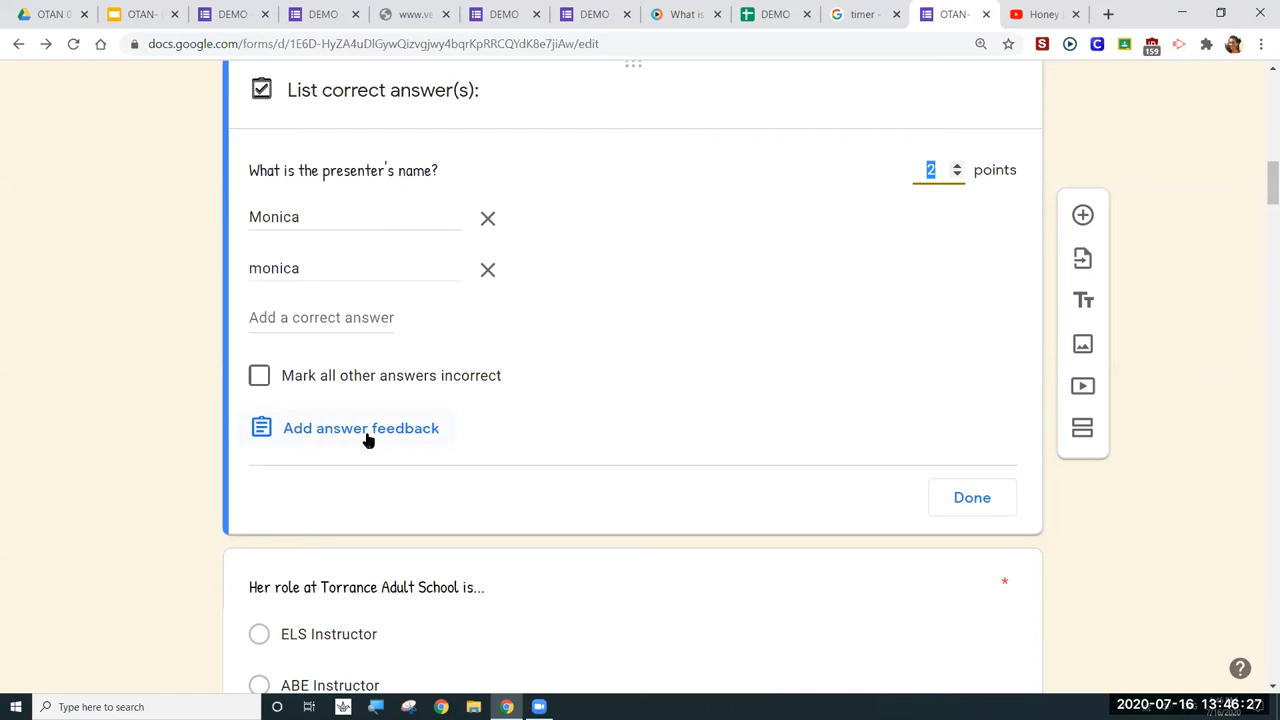 OTAN
OTAN-
DEMO
DEMO
www.ve
DEMO
DEMO
What is
DEMO
timer -
OTAN-
Honey
docs.google.com/forms/d/
/edit
159
List correct answer(s):
What is the presenter's name?
2 points
Monica
monica
Add a correct answer
Mark all other answers incorrect
Add answer feedback
Done
Her role at Torrance Adult School is...
*
ELS Instructor
ABE Instructor
Type here to search
2020-07-16 13:46:27